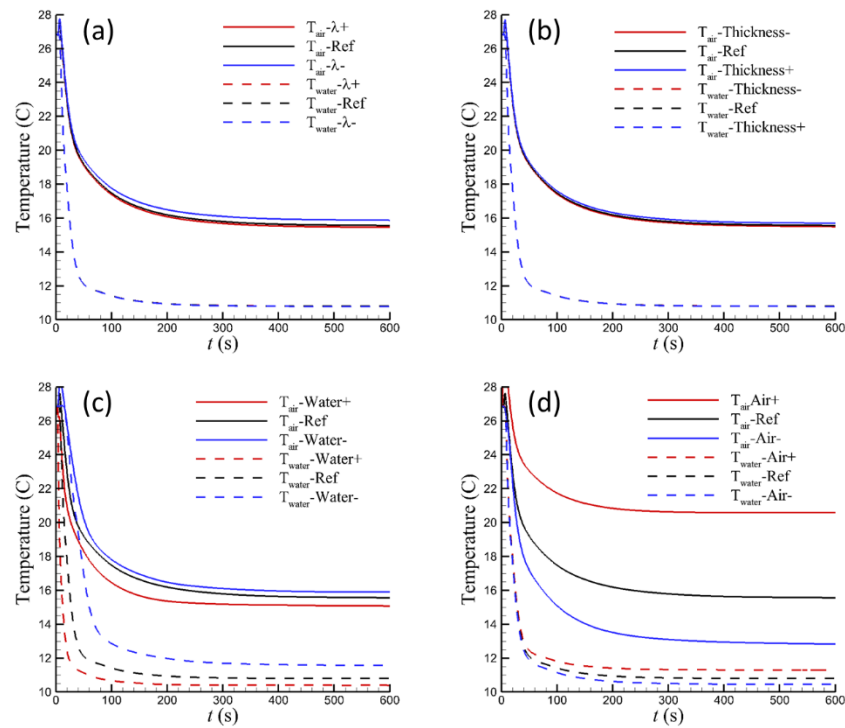 (a)
T_air-λ+
T_air-Ref
T_air-λ-
T_water-λ+
T_water-Ref
T_water-λ-
Temperature (C)
28
26
24
22
20
18
16
14
12
10
0 100 200 300 400 500 600
t (s)
(b)
T_air-Thickness-
T_air-Ref
T_air-Thickness+
T_water-Thickness-
T_water-Ref
T_water-Thickness+
Temperature (C)
28
26
24
22
20
18
16
14
12
10
0 100 200 300 400 500 600
t (s)
(c)
T_air-Water+
T_air-Ref
T_air-Water-
T_water-Water+
T_water-Ref
T_water-Water-
Temperature (C)
28
26
24
22
20
18
16
14
12
10
0 100 200 300 400 500 600
t (s)
(d)
T_airAir+
T_air-Ref
T_air-Air-
T_water-Air+
T_water-Ref
T_water-Air-
Temperature (C)
28
26
24
22
20
18
16
14
12
10
0 100 200 300 400 500 600
t (s)